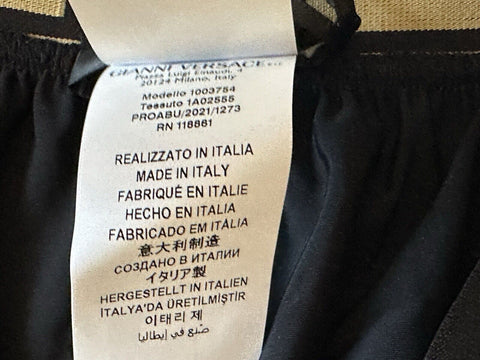 GIANNI VERSACE
Piazza Luigi Einaudi, 4
20124 Milano, Italy
Modello 1003754
Tessuto 1A02555
PROABU/2021/1273
RN 118861
REALIZZATO IN ITALIA
MADE IN ITALY
FABRIQUÉ EN ITALIE
HECHO EN ITALIA
FABRICADO EM ITÁLIA
意大利制造
СОЗДАНО В ИТАЛИИ
イタリア製
HERGESTELLT IN ITALIEN
İTALYA'DA ÜRETİLMİŞTİR
이태리 제
صنع في إيطاليا